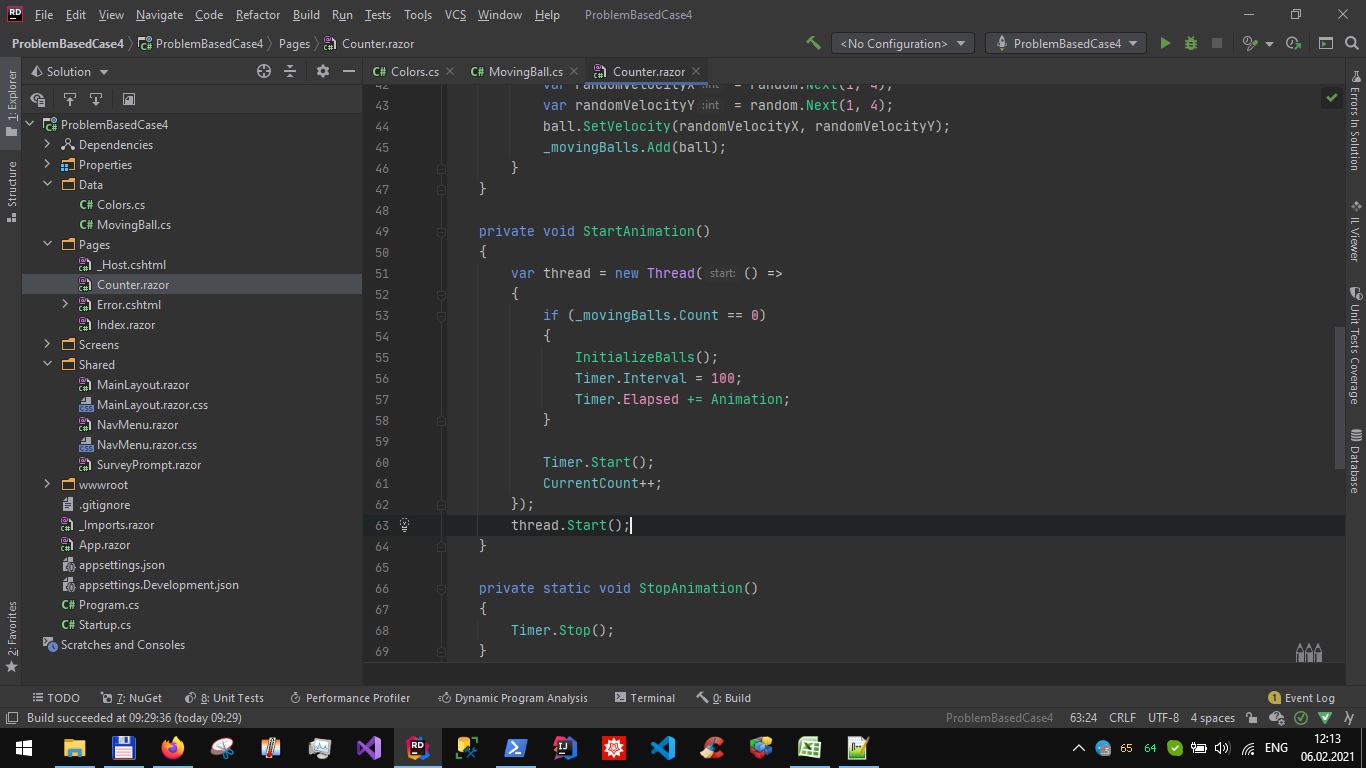 RD File Edit View Navigate Code Refactor Build Run Tests Tools VCS Window Help ProblemBasedCase4
ProblemBasedCase4 ProblemBasedCase4 Pages Counter.razor <No Configuration> ProblemBasedCase4
Solution
C# Colors.cs C# MovingBall.cs Counter.razor
1: Explorer
Structure
2: Favorites
ProblemBasedCase4
Dependencies
Properties
Data
C# Colors.cs
C# MovingBall.cs
Pages
_Host.cshtml
Counter.razor
Error.cshtml
Index.razor
Screens
Shared
MainLayout.razor
CSS MainLayout.razor.css
NavMenu.razor
CSS NavMenu.razor.css
SurveyPrompt.razor
wwwroot
.gitignore
_Imports.razor
App.razor
appsettings.json
appsettings.Development.json
C# Program.cs
C# Startup.cs
Scratches and Consoles
42 var randomVelocityX :int = random.Next(1, 4);
43 var randomVelocityY :int = random.Next(1, 4);
44 ball.SetVelocity(randomVelocityX, randomVelocityY);
45 _movingBalls.Add(ball);
46 }
47 }
48
49 private void StartAnimation()
50 {
51 var thread = new Thread( start: () =>
52 {
53 if (_movingBalls.Count == 0)
54 {
55 InitializeBalls();
56 Timer.Interval = 100;
57 Timer.Elapsed += Animation;
58 }
59
60 Timer.Start();
61 CurrentCount++;
62 });
63 thread.Start();
64 }
65
66 private static void StopAnimation()
67 {
68 Timer.Stop();
69 }
Errors In Solution
IL Viewer
Unit Tests Coverage
Database
TODO 7: NuGet 8: Unit Tests Performance Profiler Dynamic Program Analysis Terminal 0: Build 1 Event Log
Build succeeded at 09:29:36 (today 09:29) ProblemBasedCase4 63:24 CRLF UTF-8 4 spaces
RD IJ 65 64 ENG 12:13
06.02.2021